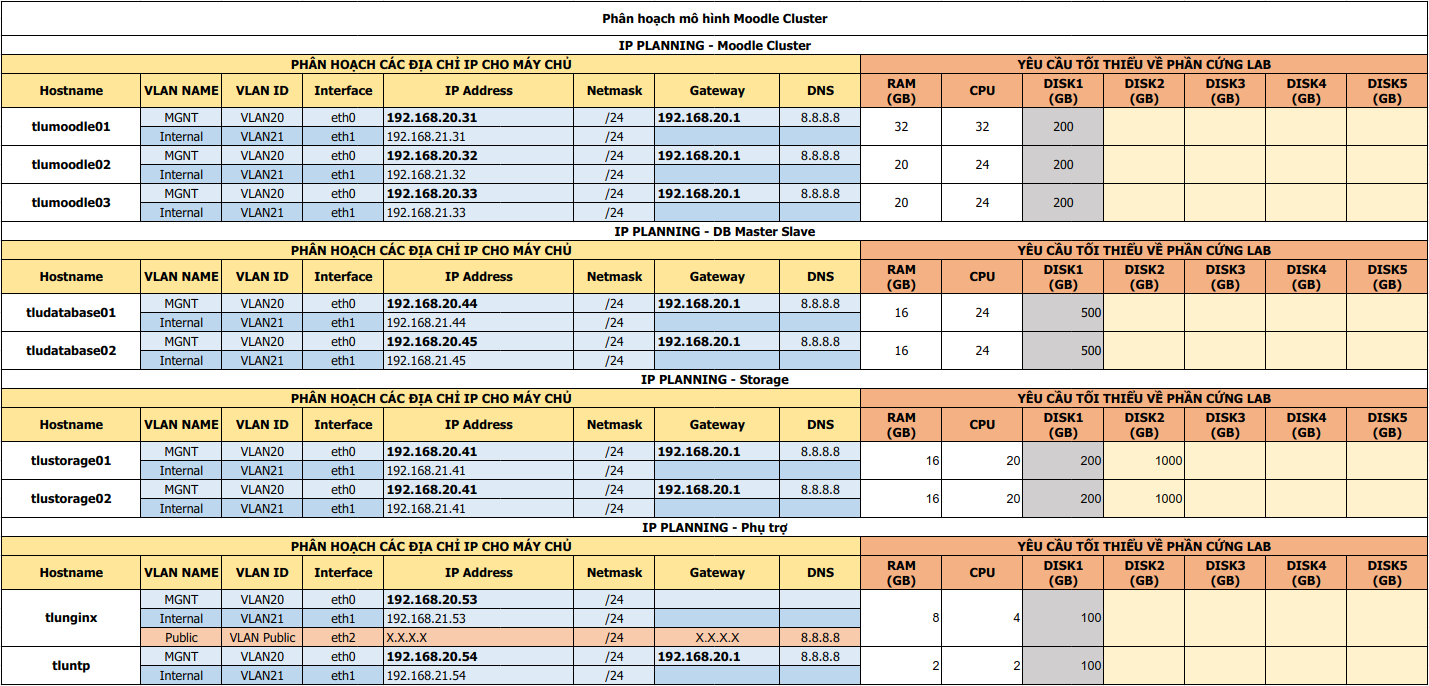 Phân hoạch mô hình Moodle Cluster
IP PLANNING - Moodle Cluster
PHÂN HOẠCH CÁC ĐỊA CHỈ IP CHO MÁY CHỦ YÊU CẦU TỐI THIỂU VỀ PHẦN CỨNG LAB
Hostname VLAN NAME VLAN ID Interface IP Address Netmask Gateway DNS RAM (GB) CPU DISK1 (GB) DISK2 (GB) DISK3 (GB) DISK4 (GB) DISK5 (GB)
tlumoodle01 MGNT VLAN20 eth0 192.168.20.31 /24 192.168.20.1 8.8.8.8 32 32 200
Internal VLAN21 eth1 192.168.21.31 /24
tlumoodle02 MGNT VLAN20 eth0 192.168.20.32 /24 192.168.20.1 8.8.8.8 20 24 200
Internal VLAN21 eth1 192.168.21.32 /24
tlumoodle03 MGNT VLAN20 eth0 192.168.20.33 /24 192.168.20.1 8.8.8.8 20 24 200
Internal VLAN21 eth1 192.168.21.33 /24
IP PLANNING - DB Master Slave
PHÂN HOẠCH CÁC ĐỊA CHỈ IP CHO MÁY CHỦ YÊU CẦU TỐI THIỂU VỀ PHẦN CỨNG LAB
Hostname VLAN NAME VLAN ID Interface IP Address Netmask Gateway DNS RAM (GB) CPU DISK1 (GB) DISK2 (GB) DISK3 (GB) DISK4 (GB) DISK5 (GB)
tludatabase01 MGNT VLAN20 eth0 192.168.20.44 /24 192.168.20.1 8.8.8.8 16 24 500
Internal VLAN21 eth1 192.168.21.44 /24
tludatabase02 MGNT VLAN20 eth0 192.168.20.45 /24 192.168.20.1 8.8.8.8 16 24 500
Internal VLAN21 eth1 192.168.21.45 /24
IP PLANNING - Storage
PHÂN HOẠCH CÁC ĐỊA CHỈ IP CHO MÁY CHỦ YÊU CẦU TỐI THIỂU VỀ PHẦN CỨNG LAB
Hostname VLAN NAME VLAN ID Interface IP Address Netmask Gateway DNS RAM (GB) CPU DISK1 (GB) DISK2 (GB) DISK3 (GB) DISK4 (GB) DISK5 (GB)
tlustorage01 MGNT VLAN20 eth0 192.168.20.41 /24 192.168.20.1 8.8.8.8 16 20 200 1000
Internal VLAN21 eth1 192.168.21.41 /24
tlustorage02 MGNT VLAN20 eth0 192.168.20.41 /24 192.168.20.1 8.8.8.8 16 20 200 1000
Internal VLAN21 eth1 192.168.21.41 /24
IP PLANNING - Phụ trợ
PHÂN HOẠCH CÁC ĐỊA CHỈ IP CHO MÁY CHỦ YÊU CẦU TỐI THIỂU VỀ PHẦN CỨNG LAB
Hostname VLAN NAME VLAN ID Interface IP Address Netmask Gateway DNS RAM (GB) CPU DISK1 (GB) DISK2 (GB) DISK3 (GB) DISK4 (GB) DISK5 (GB)
tlunginx MGNT VLAN20 eth0 192.168.20.53 /24 8 4 100
Internal VLAN21 eth1 192.168.21.53 /24
Public VLAN Public eth2 X.X.X.X /24 X.X.X.X 8.8.8.8
tluntp MGNT VLAN20 eth0 192.168.20.54 /24 192.168.20.1 8.8.8.8 2 2 100
Internal VLAN21 eth1 192.168.21.54 /24